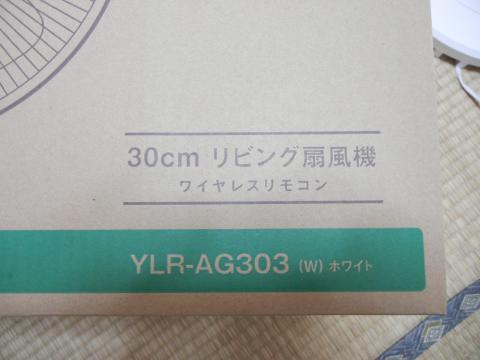 30cm リビング扇風機
ワイヤレスリモコン
YLR-AG303 (W) ホワイト